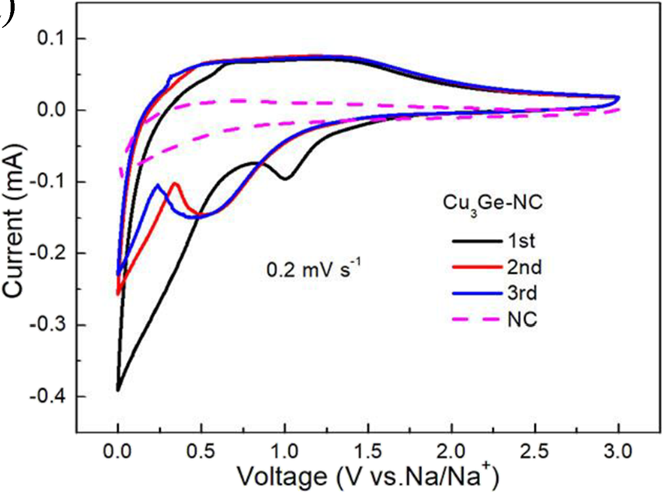 )
0.1
0.0
-0.1
-0.2
-0.3
-0.4
Current (mA)
Cu₃Ge-NC
1st
2nd
3rd
NC
0.2 mV s⁻¹
0.0 0.5 1.0 1.5 2.0 2.5 3.0
Voltage (V vs.Na/Na⁺)